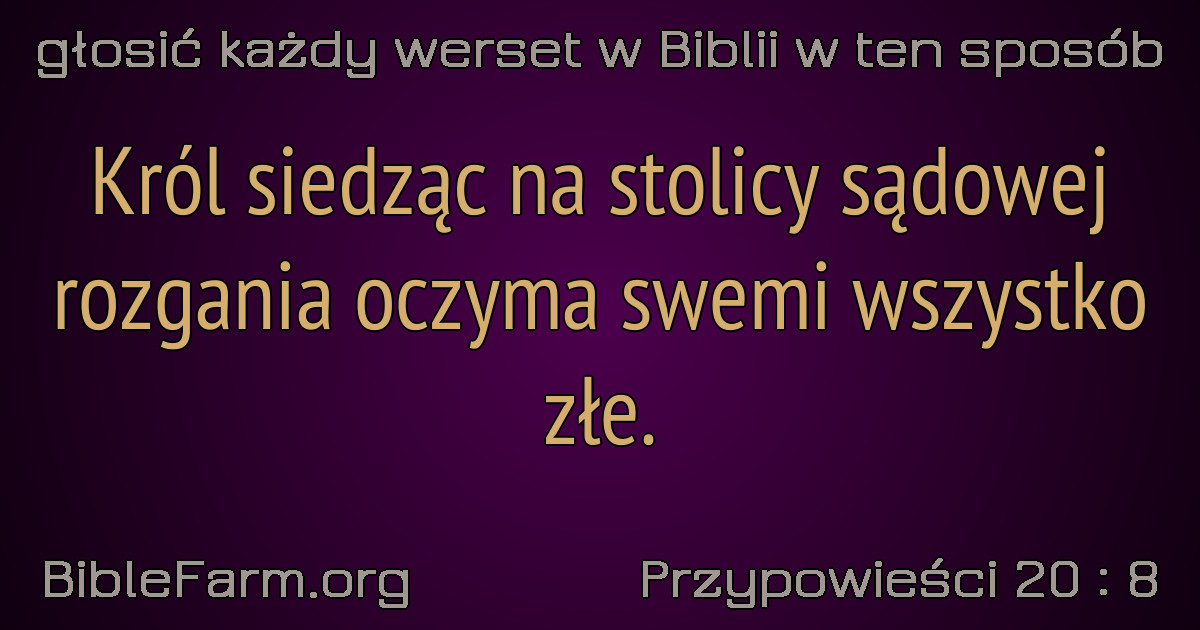 głosić każdy werset w Biblii w ten sposób
Król siedząc na stolicy sądowej
rozgania oczyma swemi wszystko
złe.
BibleFarm.org
Przypowieści 20 : 8